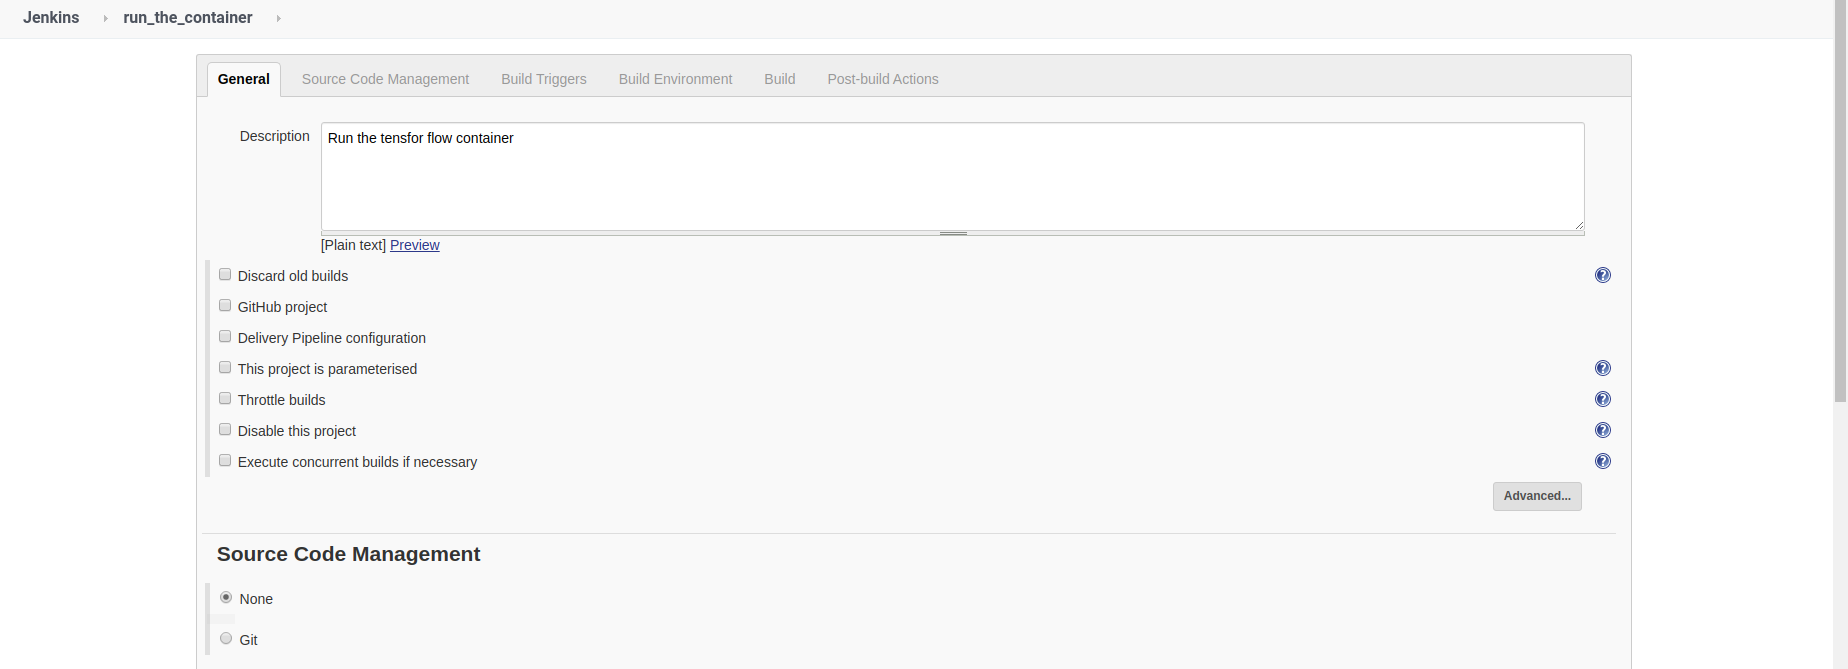 Jenkins run_the_container
General Source Code Management Build Triggers Build Environment Build Post-build Actions
Description Run the tensfor flow container
[Plain text] Preview
Discard old builds
GitHub project
Delivery Pipeline configuration
This project is parameterised
Throttle builds
Disable this project
Execute concurrent builds if necessary
Advanced...
Source Code Management
None
Git